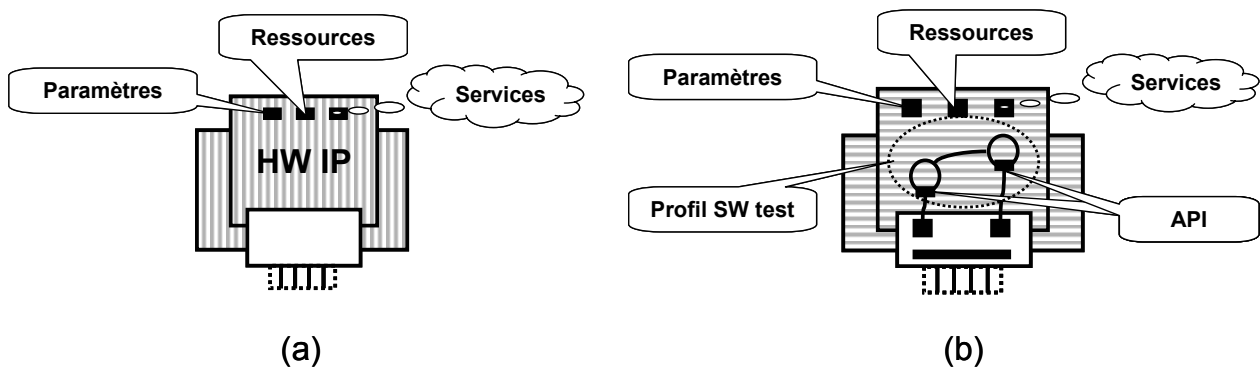 Ressources
Paramètres
Services
HW IP
(a)
Ressources
Paramètres
Services
Profil SW test
API
(b)